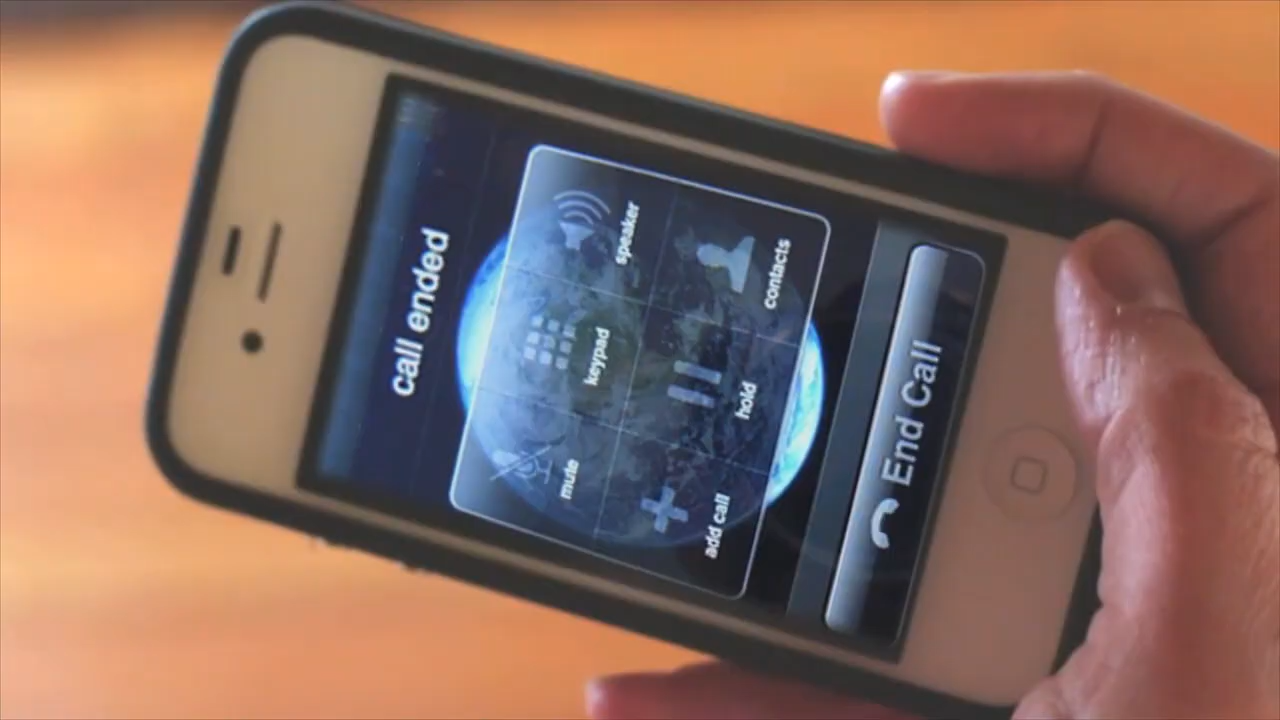 call ended
mute
keypad
speaker
add call
hold
contacts
End Call